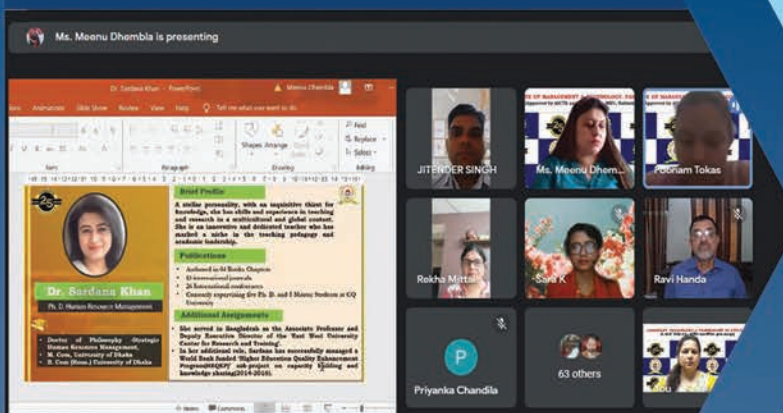 Ms. Meenu Dhembla is presenting
Dr. Sardana Khan - PowerPoint
Meenu Dhembla
Animations Slide Show Review View Help Tell me what you want to do
Shapes Arrange
Find
Replace
Select
Paragraph
Drawing
Editing
25
Dr. Sardana Khan
Ph. D. Human Resource Management
• Doctor of Philosophy -Strategic
Human Resource Management,
• M. Com, University of Dhaka
• B. Com (Hons.) University of Dhaka
Brief Profile
A stellar personality, with an inquisitive thirst for
knowledge, she has skills and experience in teaching
and research in a multicultural and global context.
She is an innovative and dedicated teacher who has
marked a niche in the teaching pedagogy and
academic leadership.
Publications
• Authored in 04 Books Chapters
• International journals
• 26 International conferences
• Currently supervising five Ph. D. and 8 Master Students at CQ
University
Additional Assignments
• She served in Bangladesh as the Associate Professor and
Deputy Executive Director of the 'East West University
Center for Research and Training'.
• In her additional role, Sardana has successfully managed a
World Bank funded 'Higher Education Quality Enhancement
sub-project on capacity building and
knowledge sharing(2014-2018).
JITENDER SINGH
Ms. Meenu Dhem...
Poonam Tokas
Rekha Mittal
Sara K
Ravi Handa
P
Priyanka Chandila
63 others
You